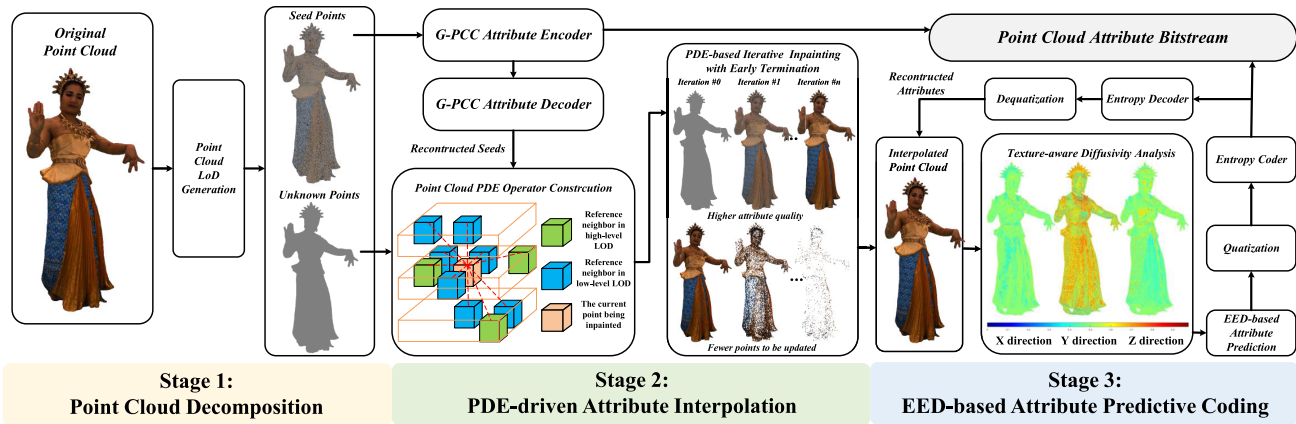 Original
Point Cloud
Point
Cloud
LoD
Generation
Seed Points
Unknown Points
G-PCC Attribute Encoder
G-PCC Attribute Decoder
Recontructed Seeds
Point Cloud PDE Operator Constrcution
Reference
neighbor in
high-level
LOD
Reference
neighbor in
low-level LOD
The current
point being
inpainted
PDE-based Iterative Inpainting
with Early Termination
Iteration #0
Iteration #1
Iteration #n
Higher attribute quality
Fewer points to be updated
Point Cloud Attribute Bitstream
Reconstructed
Attributes
Dequatization
Entropy Decoder
Interpolated
Point Cloud
Texture-aware Diffusivity Analysis
X direction
Y direction
Z direction
Entropy Coder
Quatization
EED-based
Attribute
Prediction
Stage 1:
Point Cloud Decomposition
Stage 2:
PDE-driven Attribute Interpolation
Stage 3:
EED-based Attribute Predictive Coding